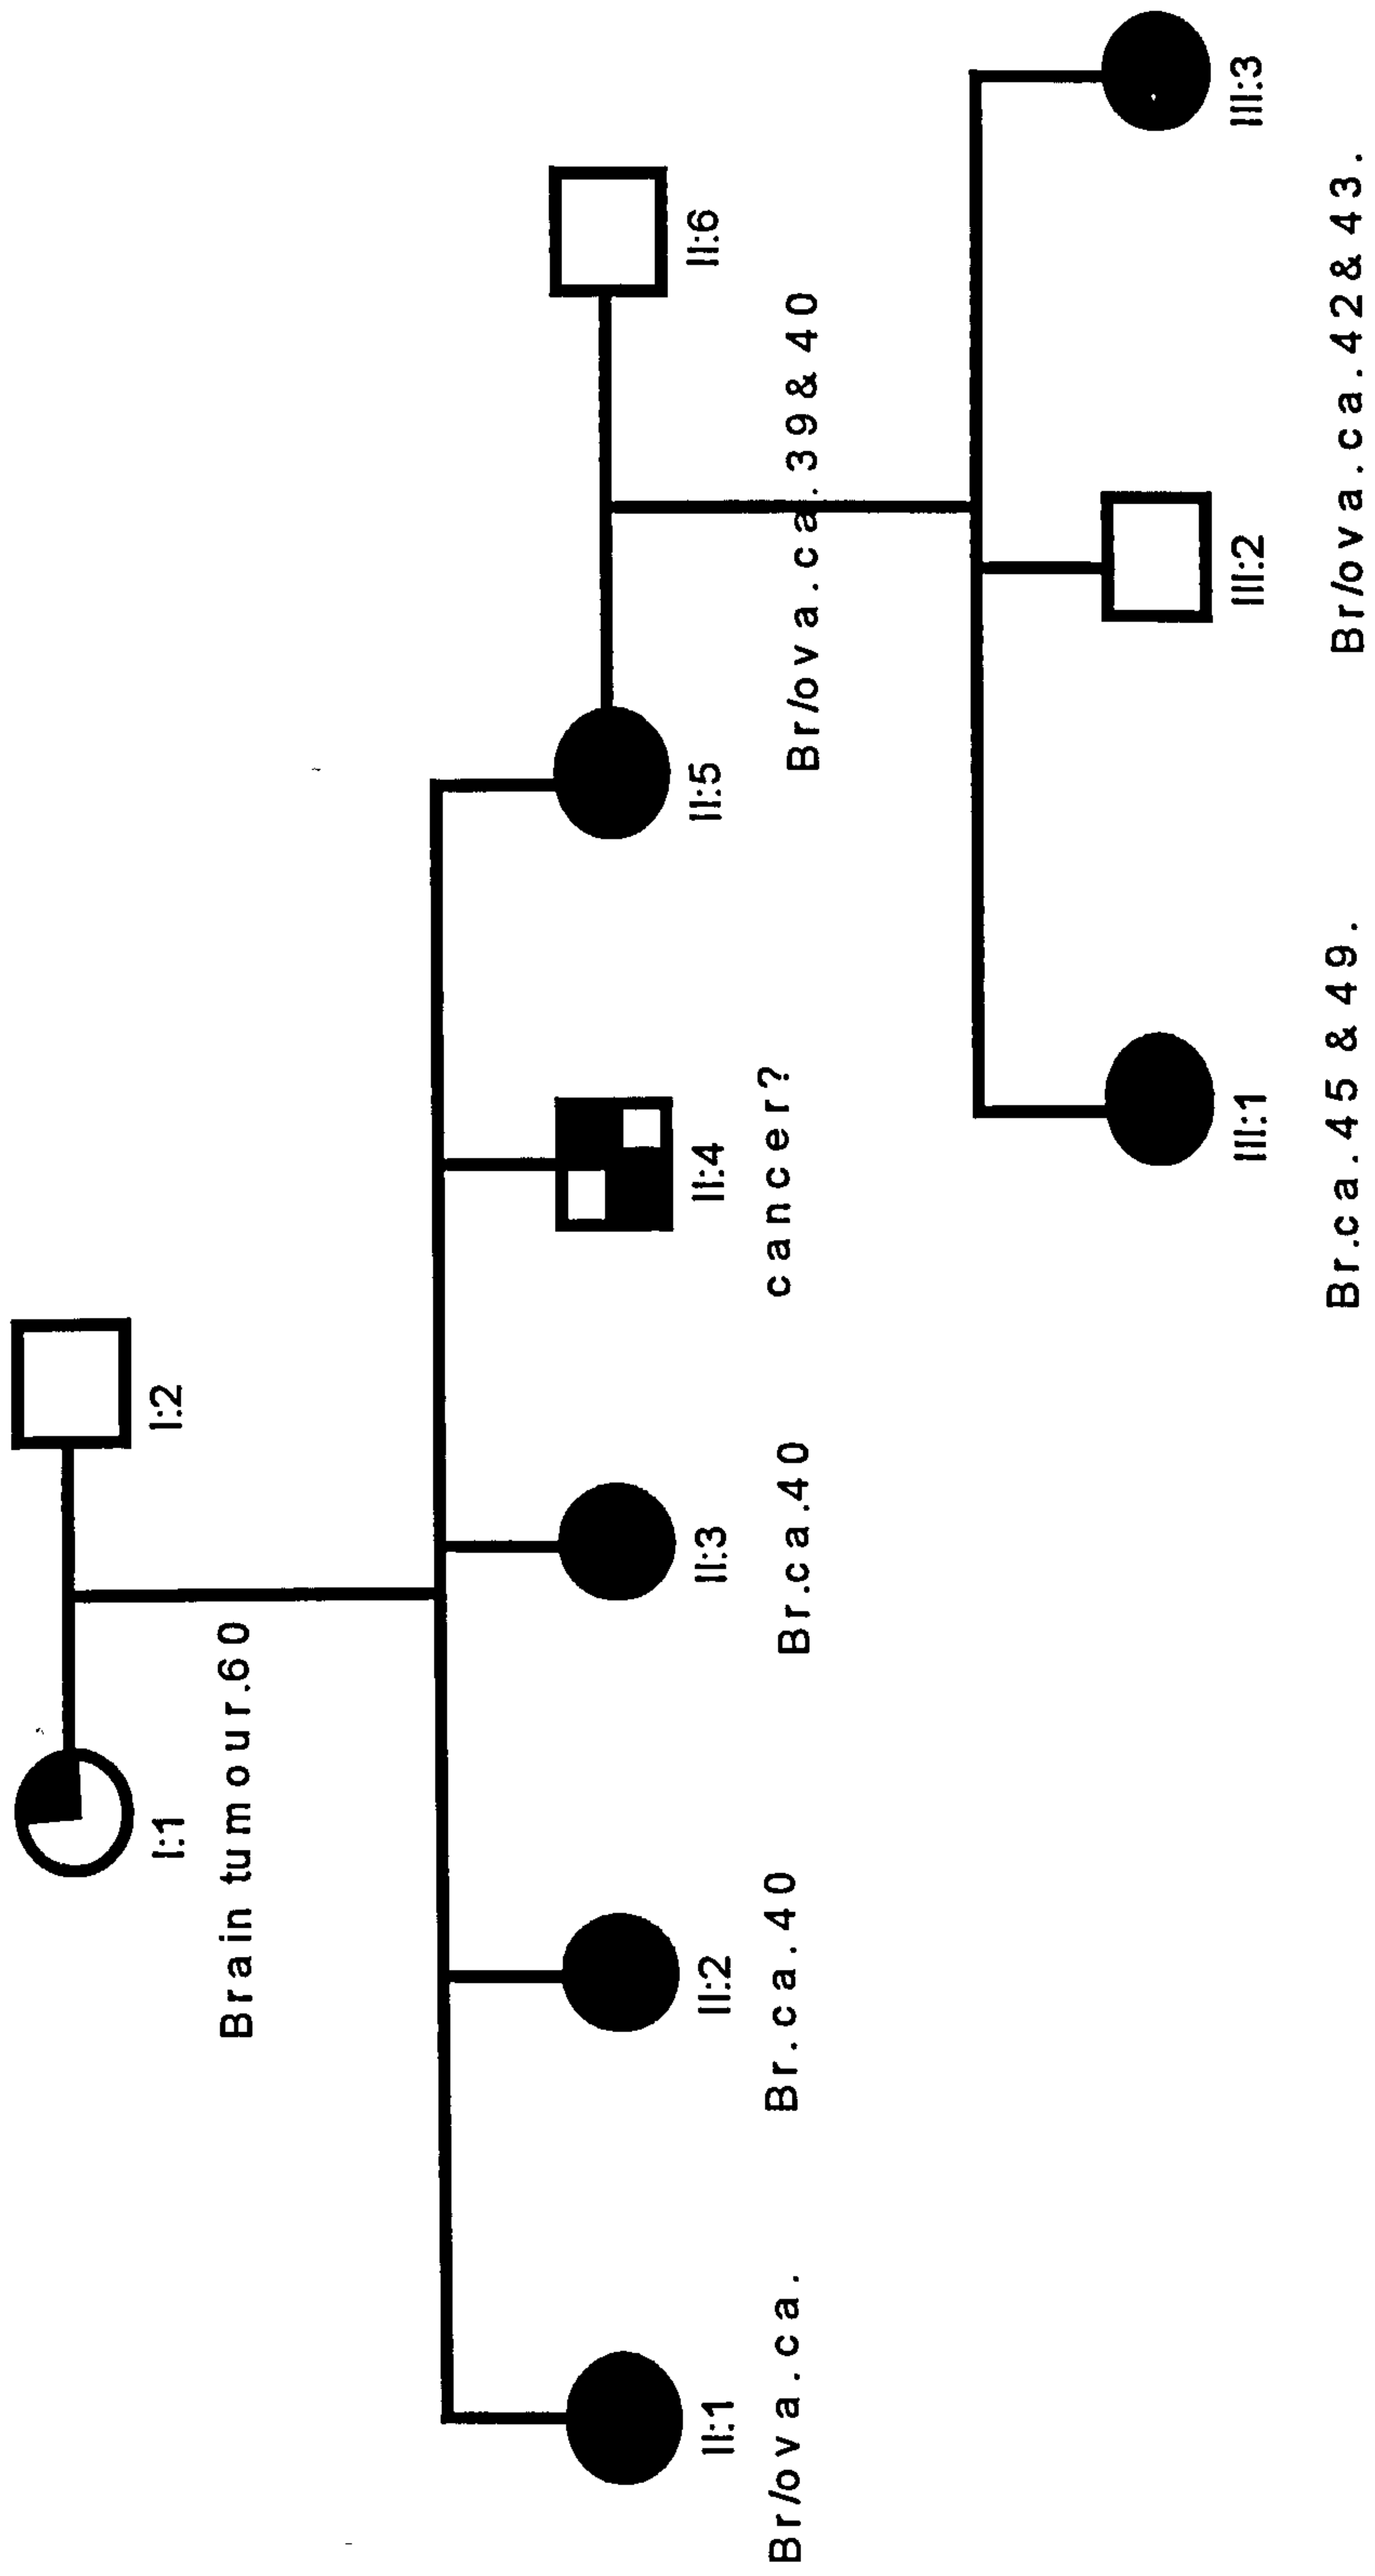 I:1
I:2
Brain tumour.60
II:1
II:2
II:3
II:4
II:5
II:6
Br/ova.ca.
Br.ca.40
Br.ca.40
cancer?
Br/ova.ca.39&40
III:1
III:2
III:3
Br.ca.45&49.
Br/ova.ca.42&43.